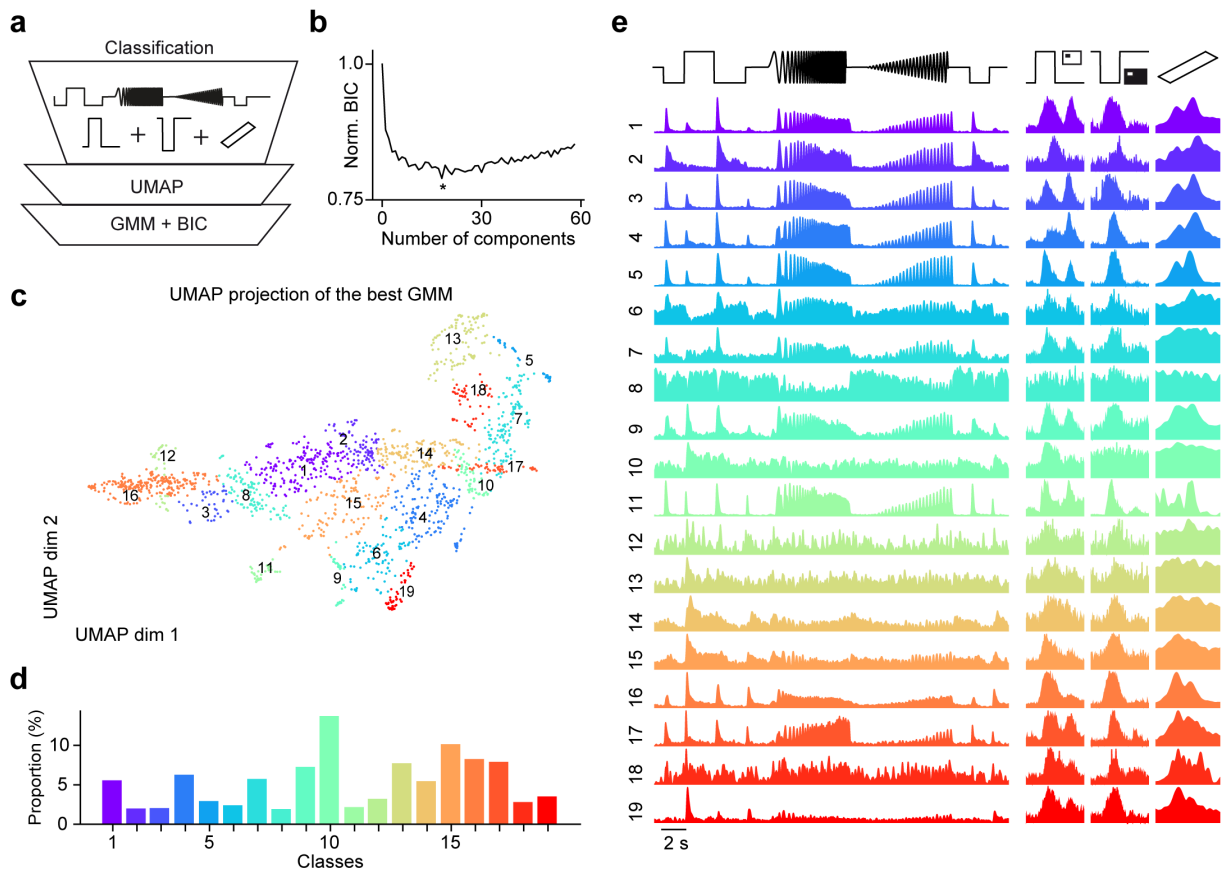 a
Classification
UMAP
GMM + BIC
b
1.0
Norm. BIC
0.75
*
0 30 60
Number of components
c
UMAP projection of the best GMM
13
5
18
7
2
12
14
1
17
16
8
10
15
3
4
6
11
9
19
UMAP dim 2
UMAP dim 1
d
Proportion (%)
10
5
0
1 5 10 15
Classes
e
1
2
3
4
5
6
7
8
9
10
11
12
13
14
15
16
17
18
19
2 s